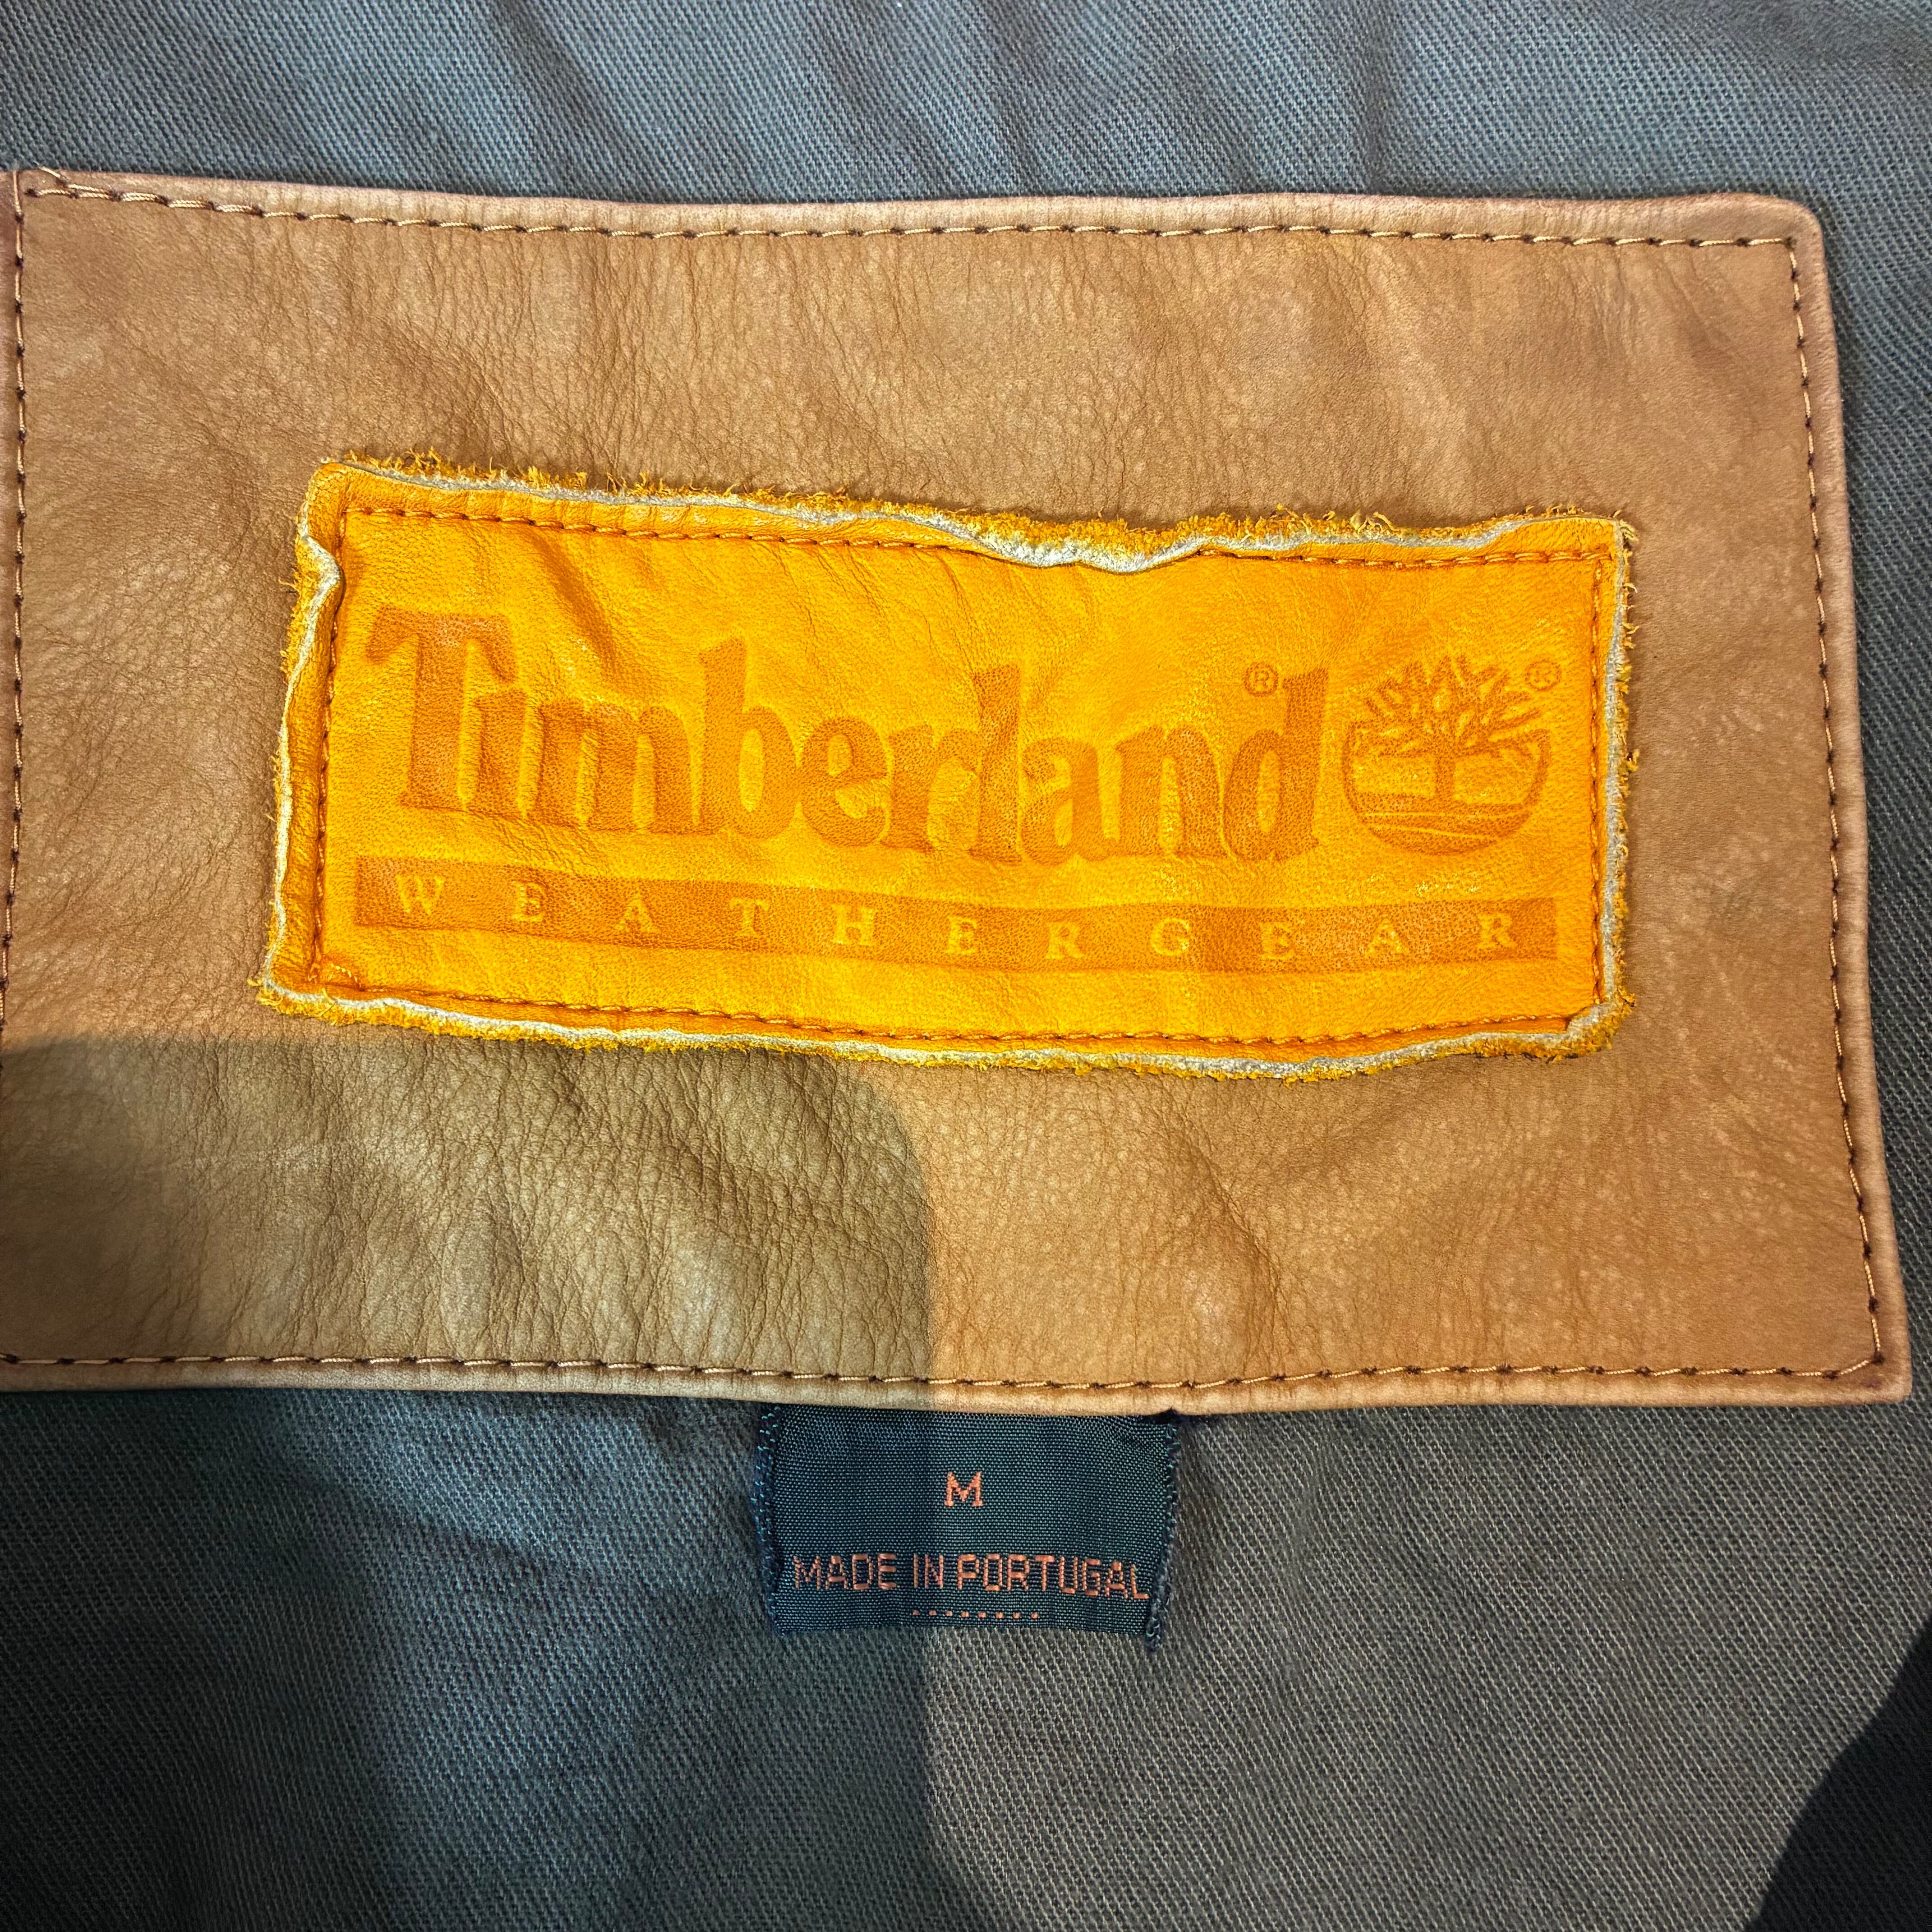 Timberland®
®
WEATHERGEAR
M
MADE IN PORTUGAL